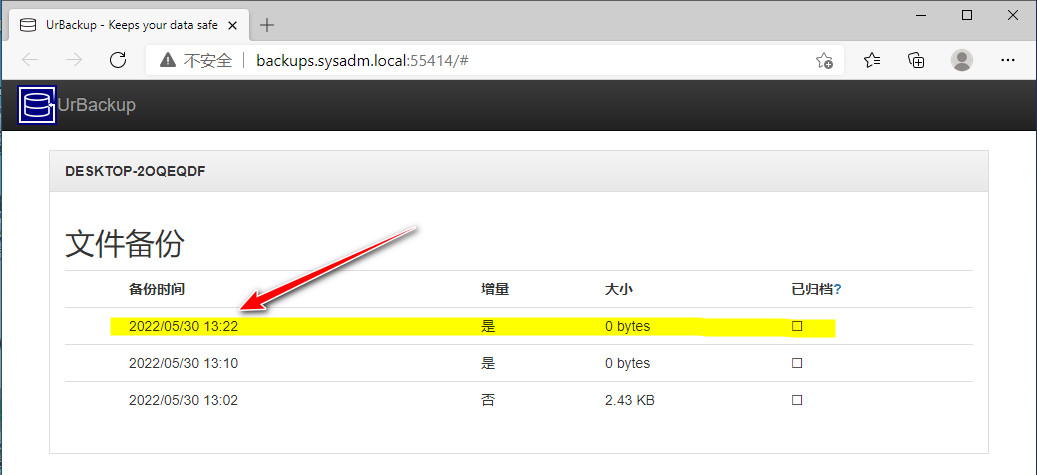 UrBackup - Keeps your data safe
不安全 backups.sysadm.local:55414/#
UrBackup
DESKTOP-2OQEQDF
文件备份
备份时间 增量 大小 已归档?
2022/05/30 13:22 是 0 bytes
2022/05/30 13:10 是 0 bytes
2022/05/30 13:02 否 2.43 KB